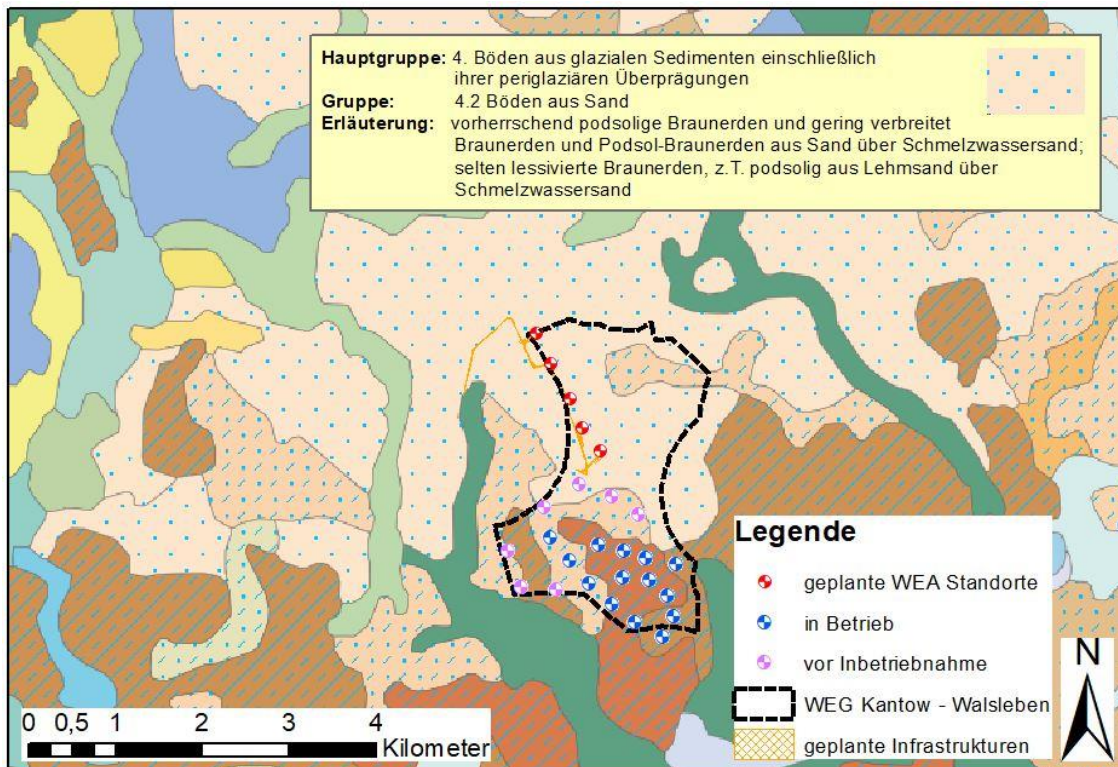 Hauptgruppe: 4. Böden aus glazialen Sedimenten einschließlich
ihrer periglaziären Überprägungen
Gruppe: 4.2 Böden aus Sand
Erläuterung: vorherrschend podsolige Braunerden und gering verbreitet
Braunerden und Podsol-Braunerden aus Sand über Schmelzwassersand;
selten lessivierte Braunerden, z.T. podsolig aus Lehmsand über
Schmelzwassersand
Legende
geplante WEA Standorte
in Betrieb
vor Inbetriebnahme
WEG Kantow - Walsleben
geplante Infrastrukturen
N
0 0,5 1 2 3 4
Kilometer